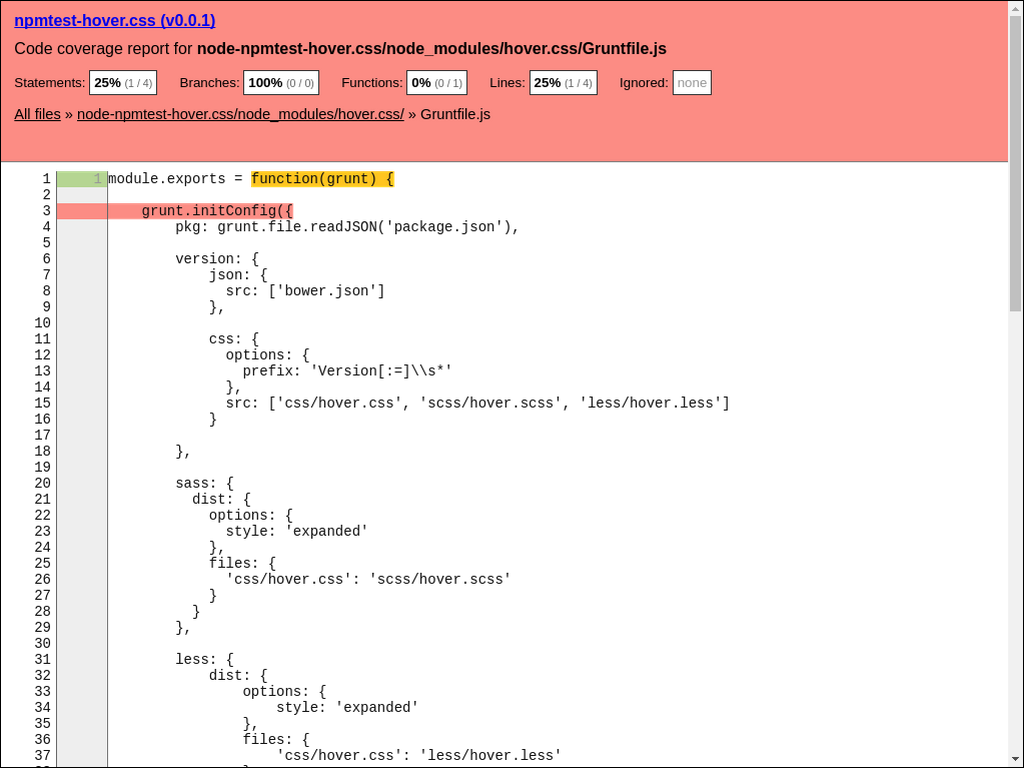 npmtest-hover.css (v0.0.1)
Code coverage report for node-npmtest-hover.css/node_modules/hover.css/Gruntfile.js
Statements: 25% (1 / 4) Branches: 100% (0 / 0) Functions: 0% (0 / 1) Lines: 25% (1 / 4) Ignored: none
All files » node-npmtest-hover.css/node_modules/hover.css/ » Gruntfile.js
1 1 module.exports = function(grunt) {
2
3 grunt.initConfig({
4 pkg: grunt.file.readJSON('package.json'),
5
6 version: {
7 json: {
8 src: ['bower.json']
9 },
10
11 css: {
12 options: {
13 prefix: 'Version[:=]\\s*'
14 },
15 src: ['css/hover.css', 'scss/hover.scss', 'less/hover.less']
16 }
17
18 },
19
20 sass: {
21 dist: {
22 options: {
23 style: 'expanded'
24 },
25 files: {
26 'css/hover.css': 'scss/hover.scss'
27 }
28 }
29 },
30
31 less: {
32 dist: {
33 options: {
34 style: 'expanded'
35 },
36 files: {
37 'css/hover.css': 'less/hover.less'